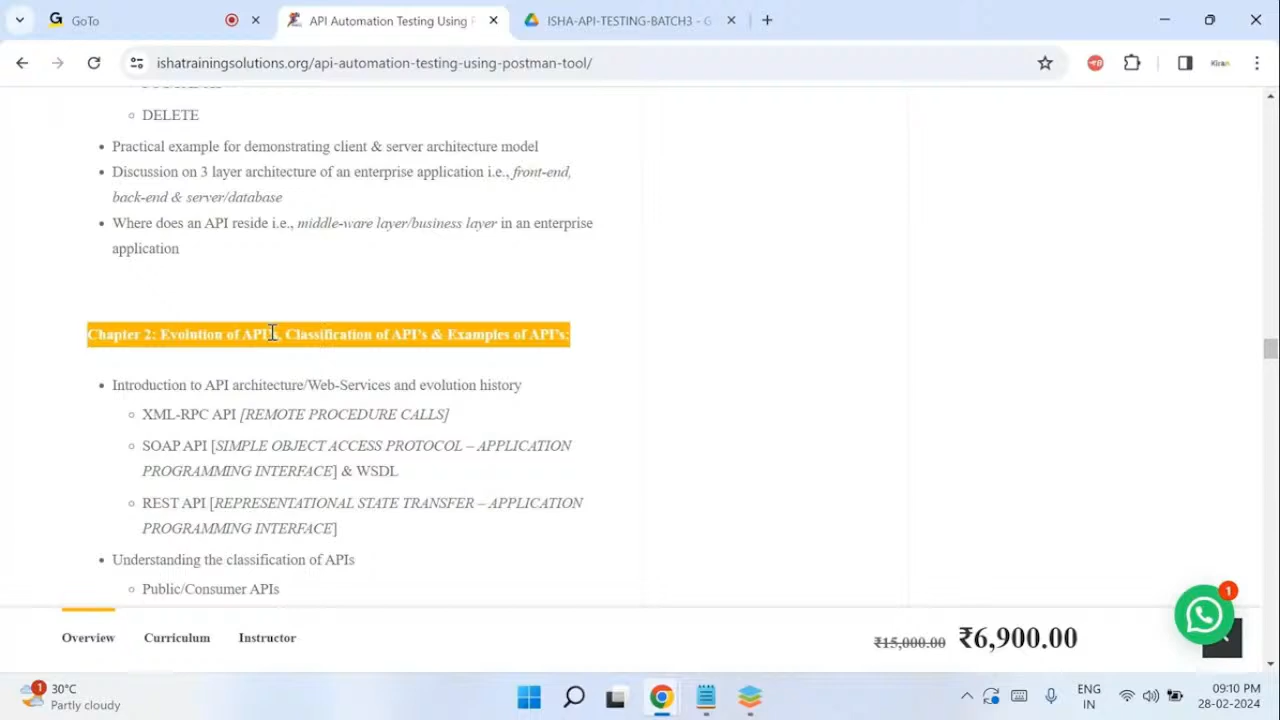 GoTo
API Automation Testing Using
ISHA-API-TESTING-BATCH3 - G
ishatrainingsolutions.org/api-automation-testing-using-postman-tool/
Kiran
DELETE
Practical example for demonstrating client & server architecture model
Discussion on 3 layer architecture of an enterprise application i.e., front-end,
back-end & server/database
Where does an API reside i.e., middle-ware layer/business layer in an enterprise
application
Chapter 2: Evolution of API's, Classification of API's & Examples of API's:
Introduction to API architecture/Web-Services and evolution history
XML-RPC API [REMOTE PROCEDURE CALLS]
SOAP API [SIMPLE OBJECT ACCESS PROTOCOL – APPLICATION
PROGRAMMING INTERFACE] & WSDL
REST API [REPRESENTATIONAL STATE TRANSFER – APPLICATION
PROGRAMMING INTERFACE]
Understanding the classification of APIs
Public/Consumer APIs
1
Overview Curriculum Instructor ₹15,000.00 ₹6,900.00
1 30°C
Partly cloudy
ENG
IN
09:10 PM
28-02-2024